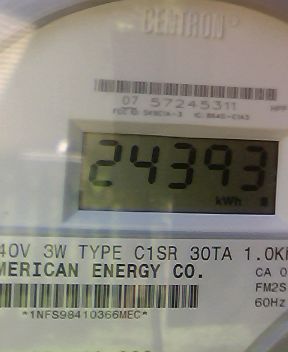 CENTRON®
07 57245311
24393
kWh
40V 3W TYPE C1SR 30TA 1.0K
MERICAN ENERGY CO.
CA 0
FM2S
60Hz
*1NFS98410366MEC*